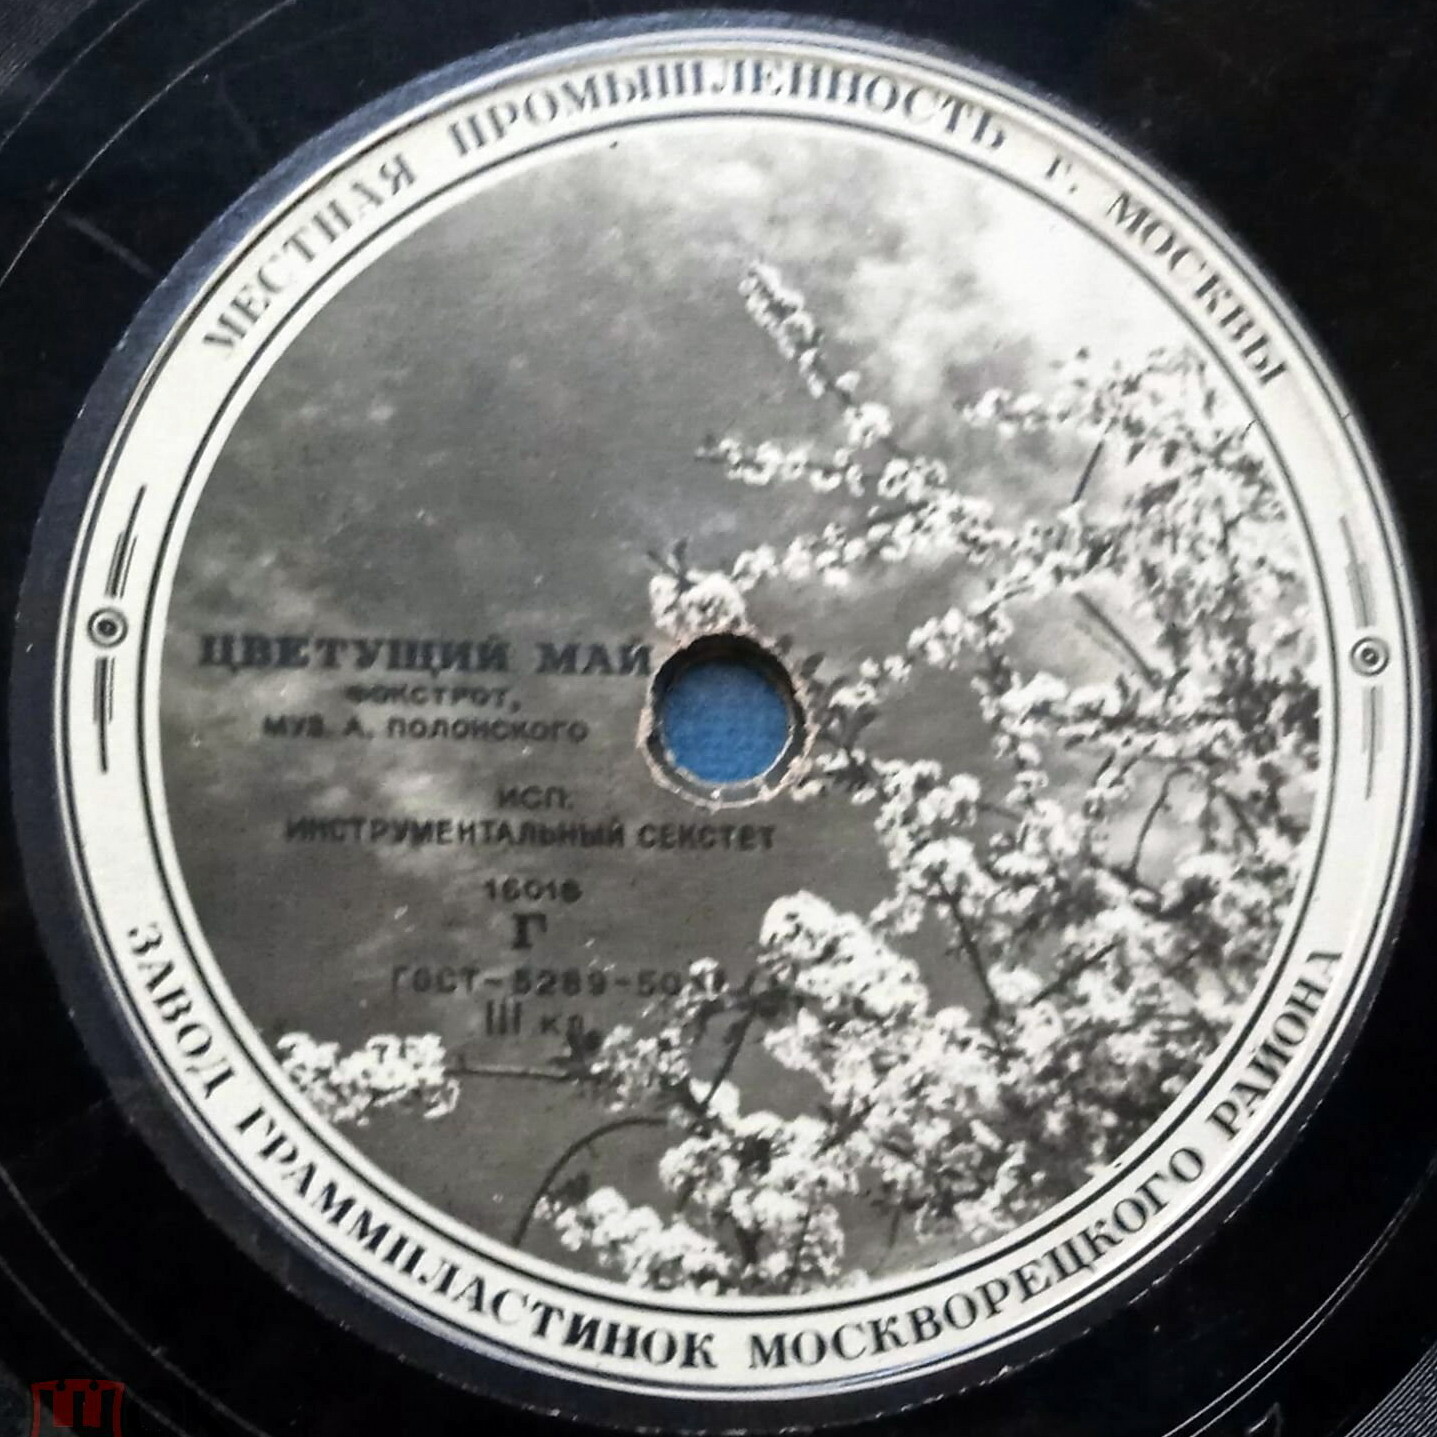 МЕСТНАЯ ПРОМЫШЛЕННОСТЬ Г. МОСКВЫ
ЦВЕТУЩИЙ МАЙ
ФОКСТРОТ,
МУЗ. А. ПОЛОНСКОГО
ИСП.
ИНСТРУМЕНТАЛЬНЫЙ СЕКСТЕТ
16016
Г
ГОСТ-5289-50
III кл.
ЗАВОД ГРАММПЛАСТИНОК МОСКВОРЕЦКОГО РАЙОНА